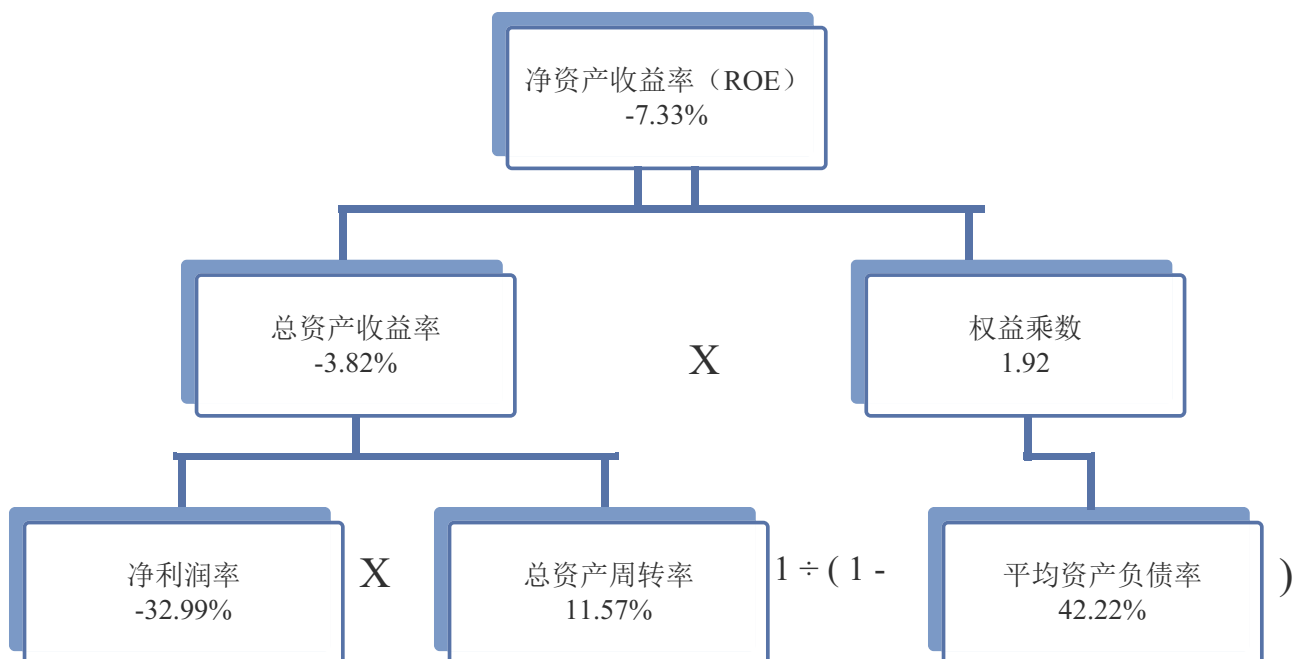 净资产收益率（ROE）
-7.33%
总资产收益率
-3.82%
X
权益乘数
1.92
净利润率
-32.99%
X
总资产周转率
11.57%
1 ÷ ( 1 -
平均资产负债率
42.22%
)